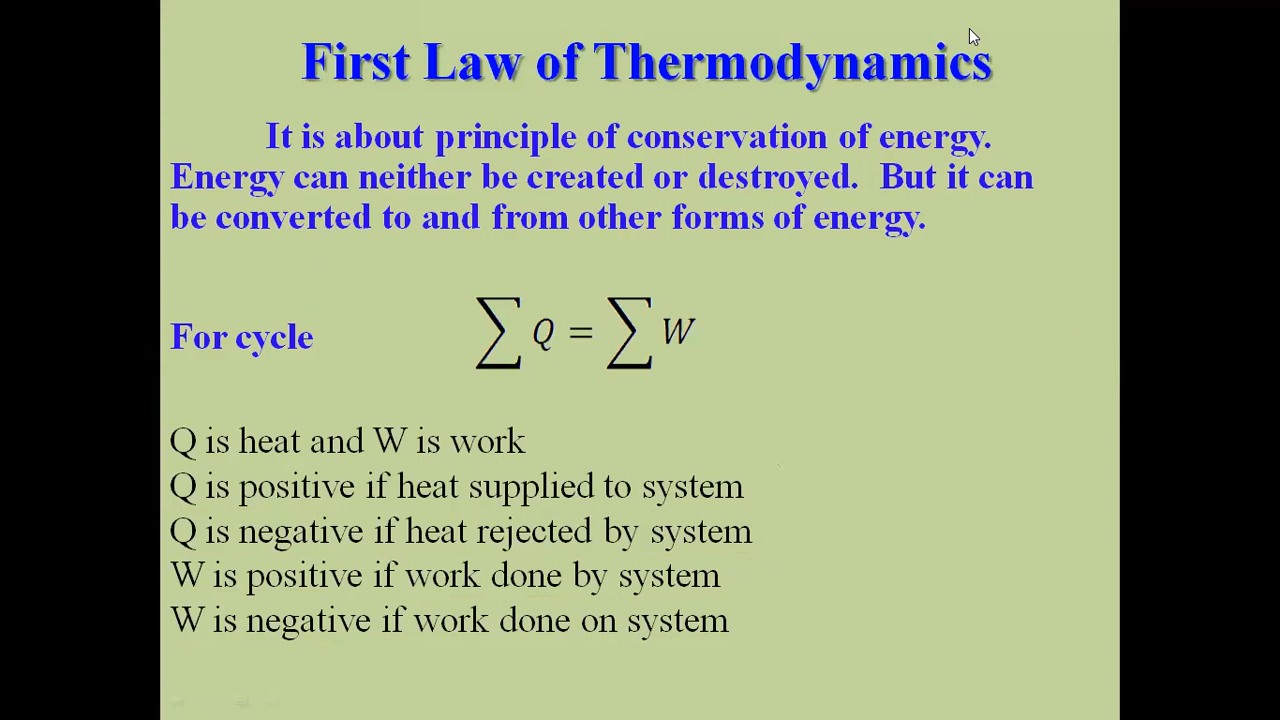 First Law of Thermodynamics
It is about principle of conservation of energy.
Energy can neither be created or destroyed. But it can
be converted to and from other forms of energy.
For cycle ∑ Q = ∑ W
Q is heat and W is work
Q is positive if heat supplied to system
Q is negative if heat rejected by system
W is positive if work done by system
W is negative if work done on system